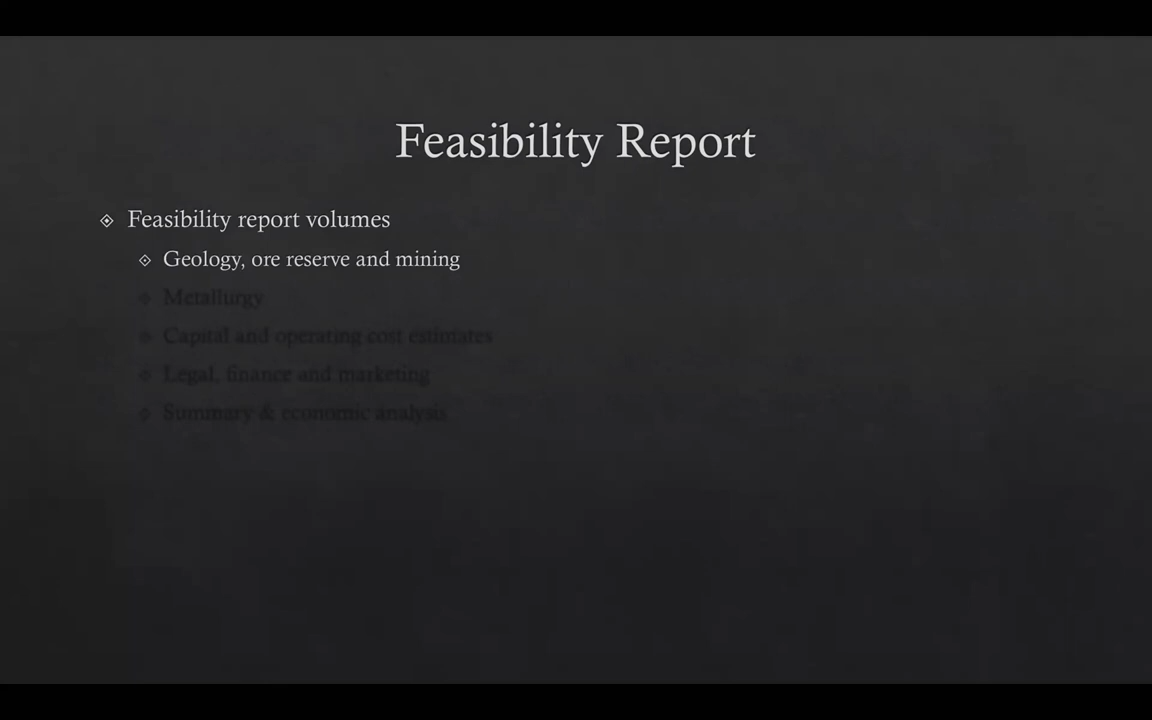 Feasibility Report
Feasibility report volumes
Geology, ore reserve and mining
Metallurgy
Capital and operating cost estimates
Legal, finance and marketing
Summary & economic analysis